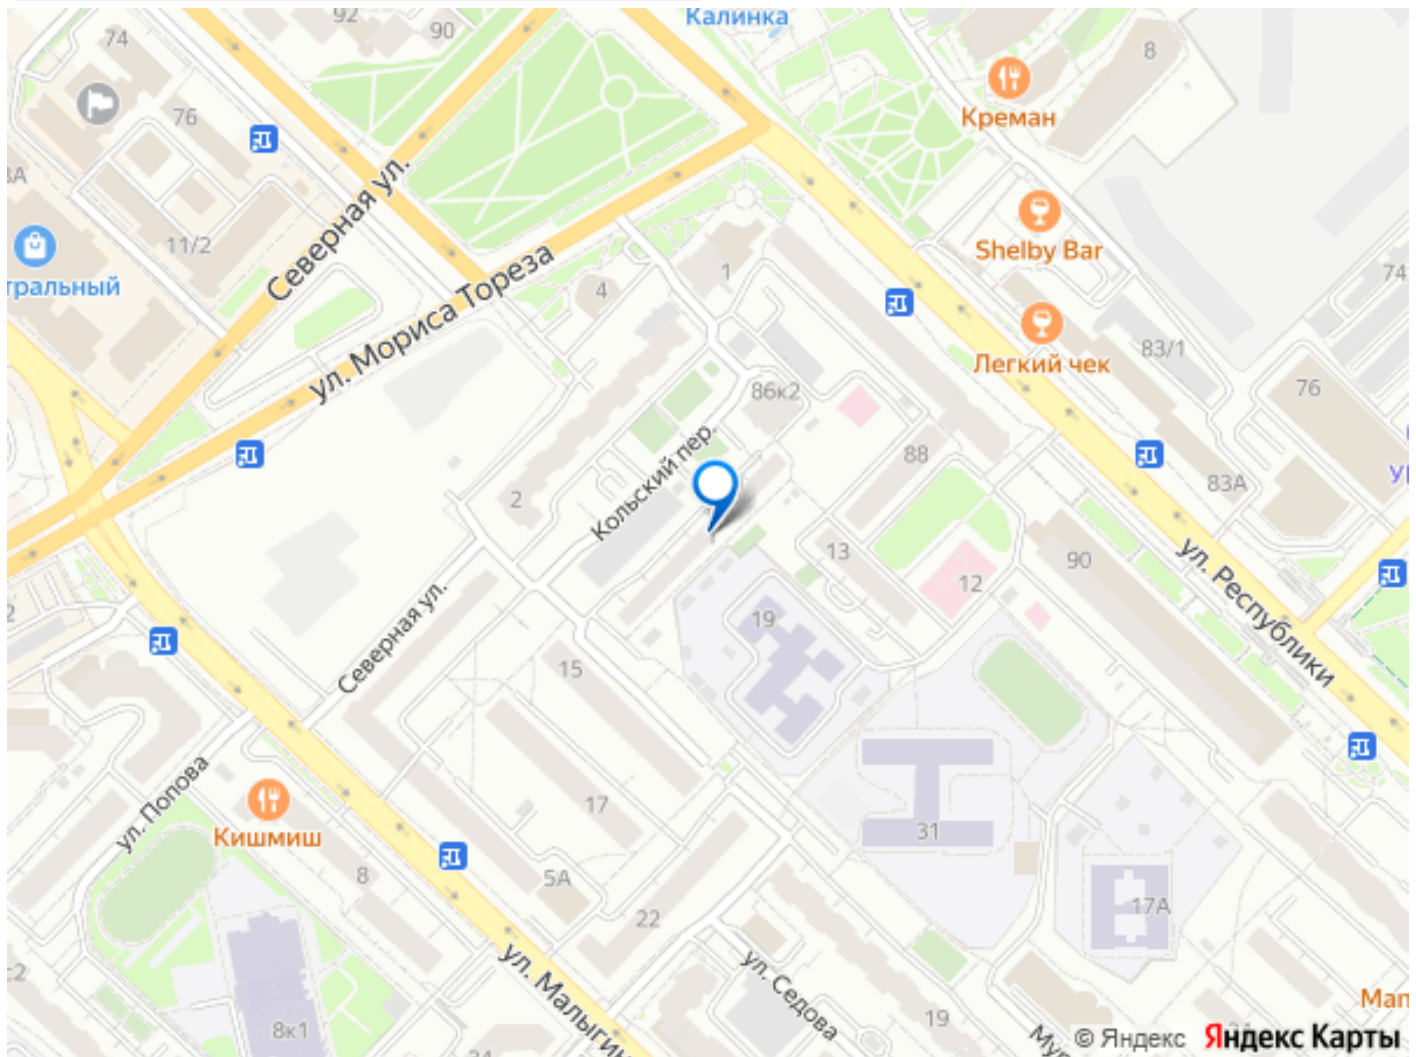 92
90
Калинка
74
8
76
Креман
3А
Северная ул.
11/2
Shelby Bar
тральный
ул. Мориса Тореза
4
1
74
Легкий чек
83/1
86к2
76
88
Кольский пер.
2
83А
13
90
12
ул. Республики
Северная ул.
19
15
ул. Попова
17
Кишмиш
31
8
5А
22
17А
ул. Малыгин
ул. Седова
8к1
19
Man
© Яндекс Яндекс Карты